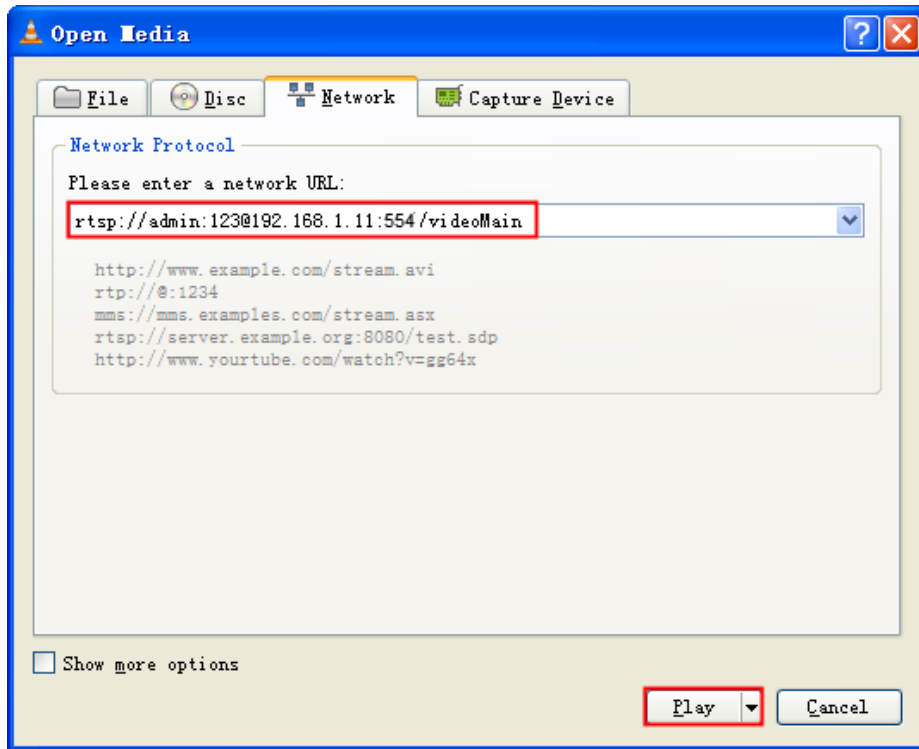 Open Media
File
Disc
Network
Capture Device
Network Protocol
Please enter a network URL:
rtsp://admin:123@192.168.1.11:554/videoMain
http://www.example.com/stream.avi
rtp://@:1234
mms://mms.examples.com/stream.asx
rtsp://server.example.org:8080/test.sdp
http://www.yourtube.com/watch?v=gg64x
Show more options
Play
Cancel